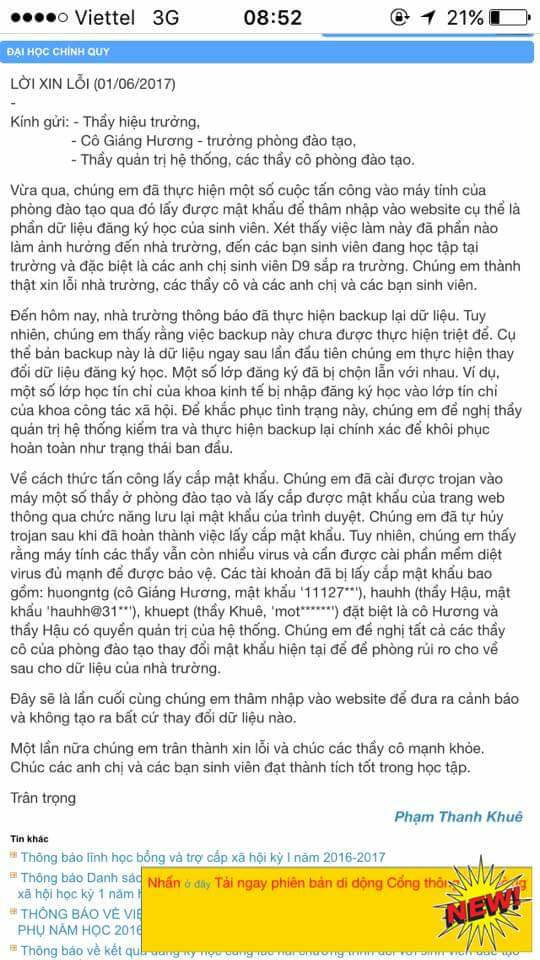 Viettel 3G 08:52 21%
ĐẠI HỌC CHÍNH QUY
LỜI XIN LỖI (01/06/2017)
-
Kính gửi: - Thầy hiệu trưởng,
- Cô Giáng Hương - trưởng phòng đào tạo,
- Thầy quản trị hệ thống, các thầy cô phòng đào tạo.
Vừa qua, chúng em đã thực hiện một số cuộc tấn công vào máy tính của
phòng đào tạo qua đó lấy được mật khẩu để thâm nhập vào website cụ thể là
phần dữ liệu đăng ký học của sinh viên. Xét thấy việc làm này đã phần nào
làm ảnh hưởng đến nhà trường, đến các bạn sinh viên đang học tập tại
trường và đặc biệt là các anh chị sinh viên D9 sắp ra trường. Chúng em thành
thật xin lỗi nhà trường, các thầy cô và các anh chị và các bạn sinh viên.
Đến hôm nay, nhà trường thông báo đã thực hiện backup lại dữ liệu. Tuy
nhiên, chúng em thấy rằng việc backup này chưa được thực hiện triệt để. Cụ
thể bản backup này là dữ liệu ngay sau lần đầu tiên chúng em thực hiện thay
đổi dữ liệu đăng ký học. Một số lớp đăng ký đã bị chọn lẫn với nhau. Ví dụ,
một số lớp học tín chỉ của khoa kinh tế bị nhập đăng ký học vào lớp tín chỉ
của khoa công tác xã hội. Để khắc phục tình trạng này, chúng em đề nghị thầy
quản trị hệ thống kiểm tra và thực hiện backup lại chính xác để khôi phục
hoàn toàn như trạng thái ban đầu.
Về cách thức tấn công lấy cắp mật khẩu. Chúng em đã cài được trojan vào
máy một số thầy ở phòng đào tạo và lấy cắp được mật khẩu của trang web
thông qua chức năng lưu lại mật khẩu của trình duyệt. Chúng em đã tự hủy
trojan sau khi đã hoàn thành việc lấy cắp mật khẩu. Tuy nhiên, chúng em thấy
rằng máy tính các thầy vẫn còn nhiều virus và cần được cài phần mềm diệt
virus đủ mạnh để được bảo vệ. Các tài khoản đã bị lấy cắp mật khẩu bao
gồm: huongntg (cô Giáng Hương, mật khẩu '11127**'), hauhh (thầy Hậu, mật
khẩu 'hauhh@31**'), khuept (thầy Khuê, 'mot******') đặt biệt là cô Hương và
thầy Hậu có quyền quản trị của hệ thống. Chúng em đề nghị tất cả các thầy
cô của phòng đào tạo thay đổi mật khẩu hiện tại để đề phòng rủi ro cho về
sau cho dữ liệu của nhà trường.
Đây sẽ là lần cuối cùng chúng em thâm nhập vào website để đưa ra cảnh báo
và không tạo ra bất cứ thay đổi dữ liệu nào.
Một lần nữa chúng em trân thành xin lỗi và chúc các thầy cô mạnh khỏe.
Chúc các anh chị và các bạn sinh viên đạt thành tích tốt trong học tập.
Trân trọng
Phạm Thanh Khuê
Tin khác
Thông báo lĩnh học bổng và trợ cấp xã hội kỳ I năm 2016-2017
Thông báo Danh sác
xã hội học kỳ 1 năm h
THÔNG BÁO VỀ VIỆ
PHỤ NĂM HỌC 2016
Nhấn ở đây Tải ngay phiên bản di dộng Cổng thông
NEW!
Thông báo về kết quả đăng ký học